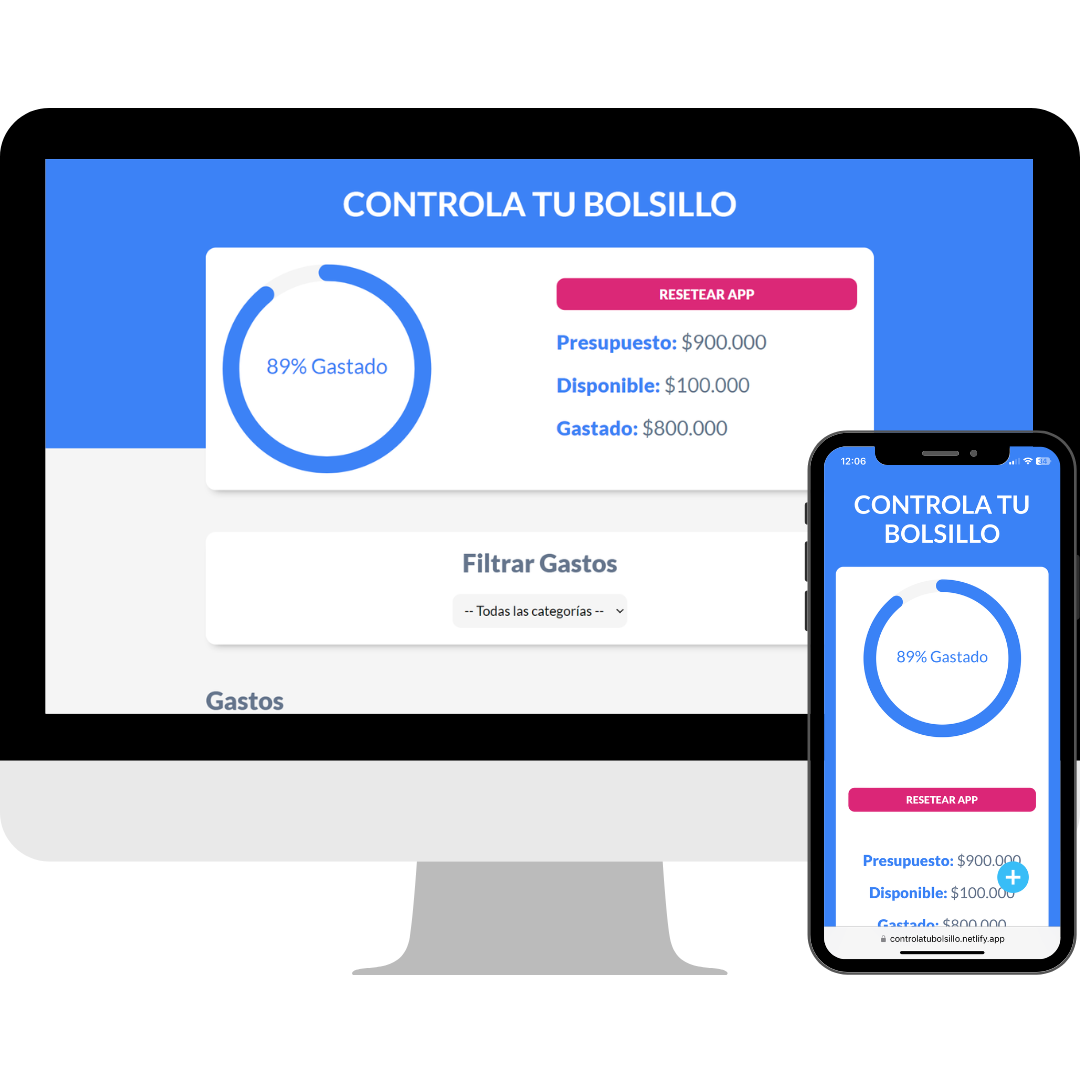 CONTROLA TU BOLSILLO
89% Gastado
RESETEAR APP
Presupuesto: $900.000
Disponible: $100.000
Gastado: $800.000
Filtrar Gastos
-- Todas las categorías --
Gastos
12:06
CONTROLA TU
BOLSILLO
89% Gastado
RESETEAR APP
Presupuesto: $900.000
Disponible: $100.000
Gastado: $800.000
controlatubolsillo.netlify.app